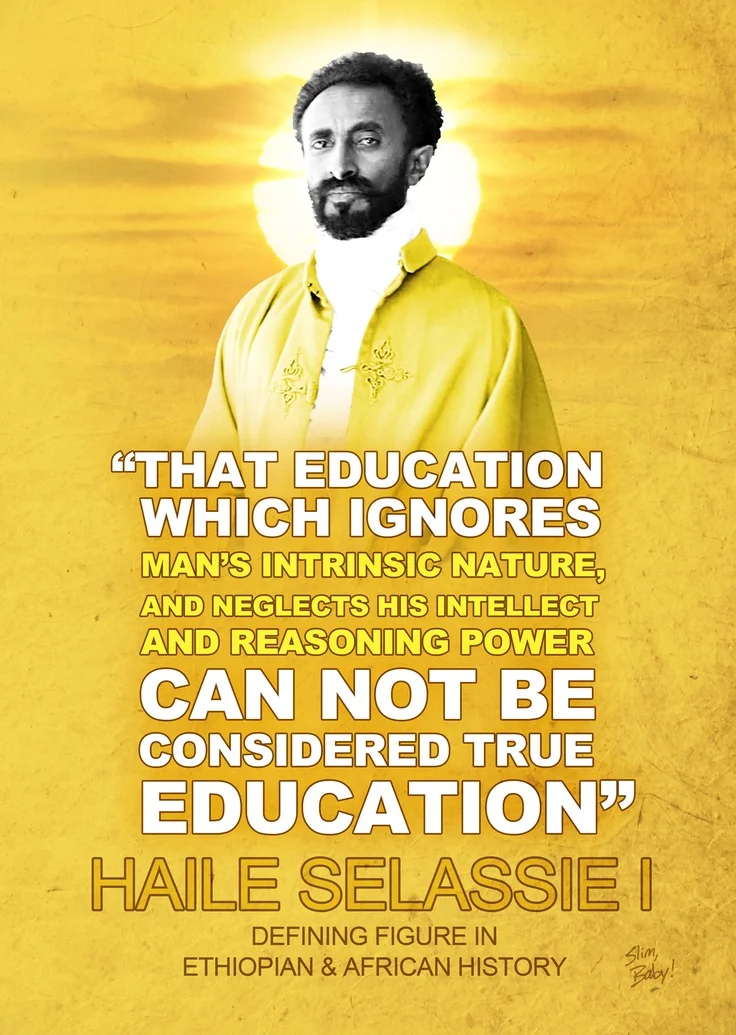 “THAT EDUCATION
WHICH IGNORES
MAN’S INTRINSIC NATURE,
AND NEGLECTS HIS INTELLECT
AND REASONING POWER
CAN NOT BE
CONSIDERED TRUE
EDUCATION”
HAILE SELASSIE I
DEFINING FIGURE IN
ETHIOPIAN & AFRICAN HISTORY
Slim,
Baby!